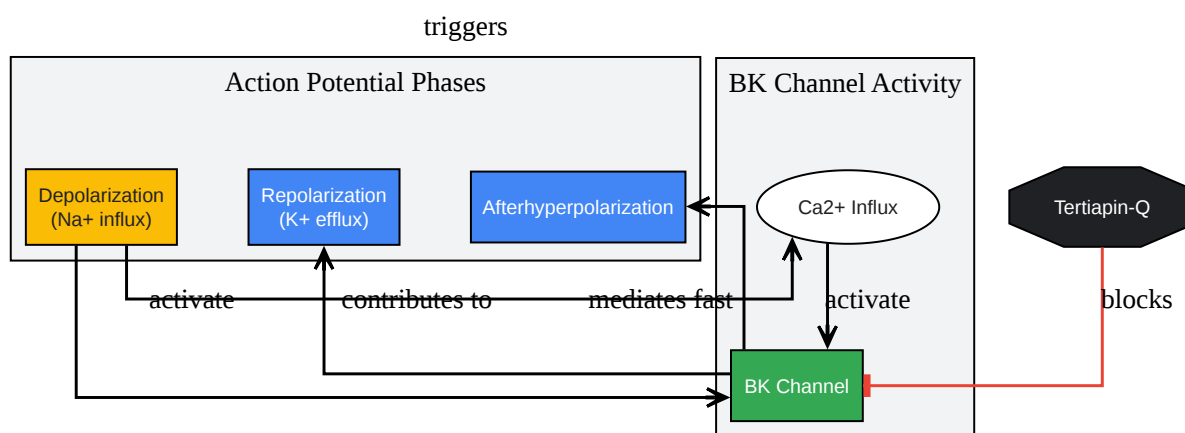 triggers
Action Potential Phases
BK Channel Activity
Depolarization
(Na+ influx)
Repolarization
(K+ efflux)
Afterhyperpolarization
Ca2+ Influx
Tertiapin-Q
activate
contributes to
mediates fast
activate
blocks
BK Channel